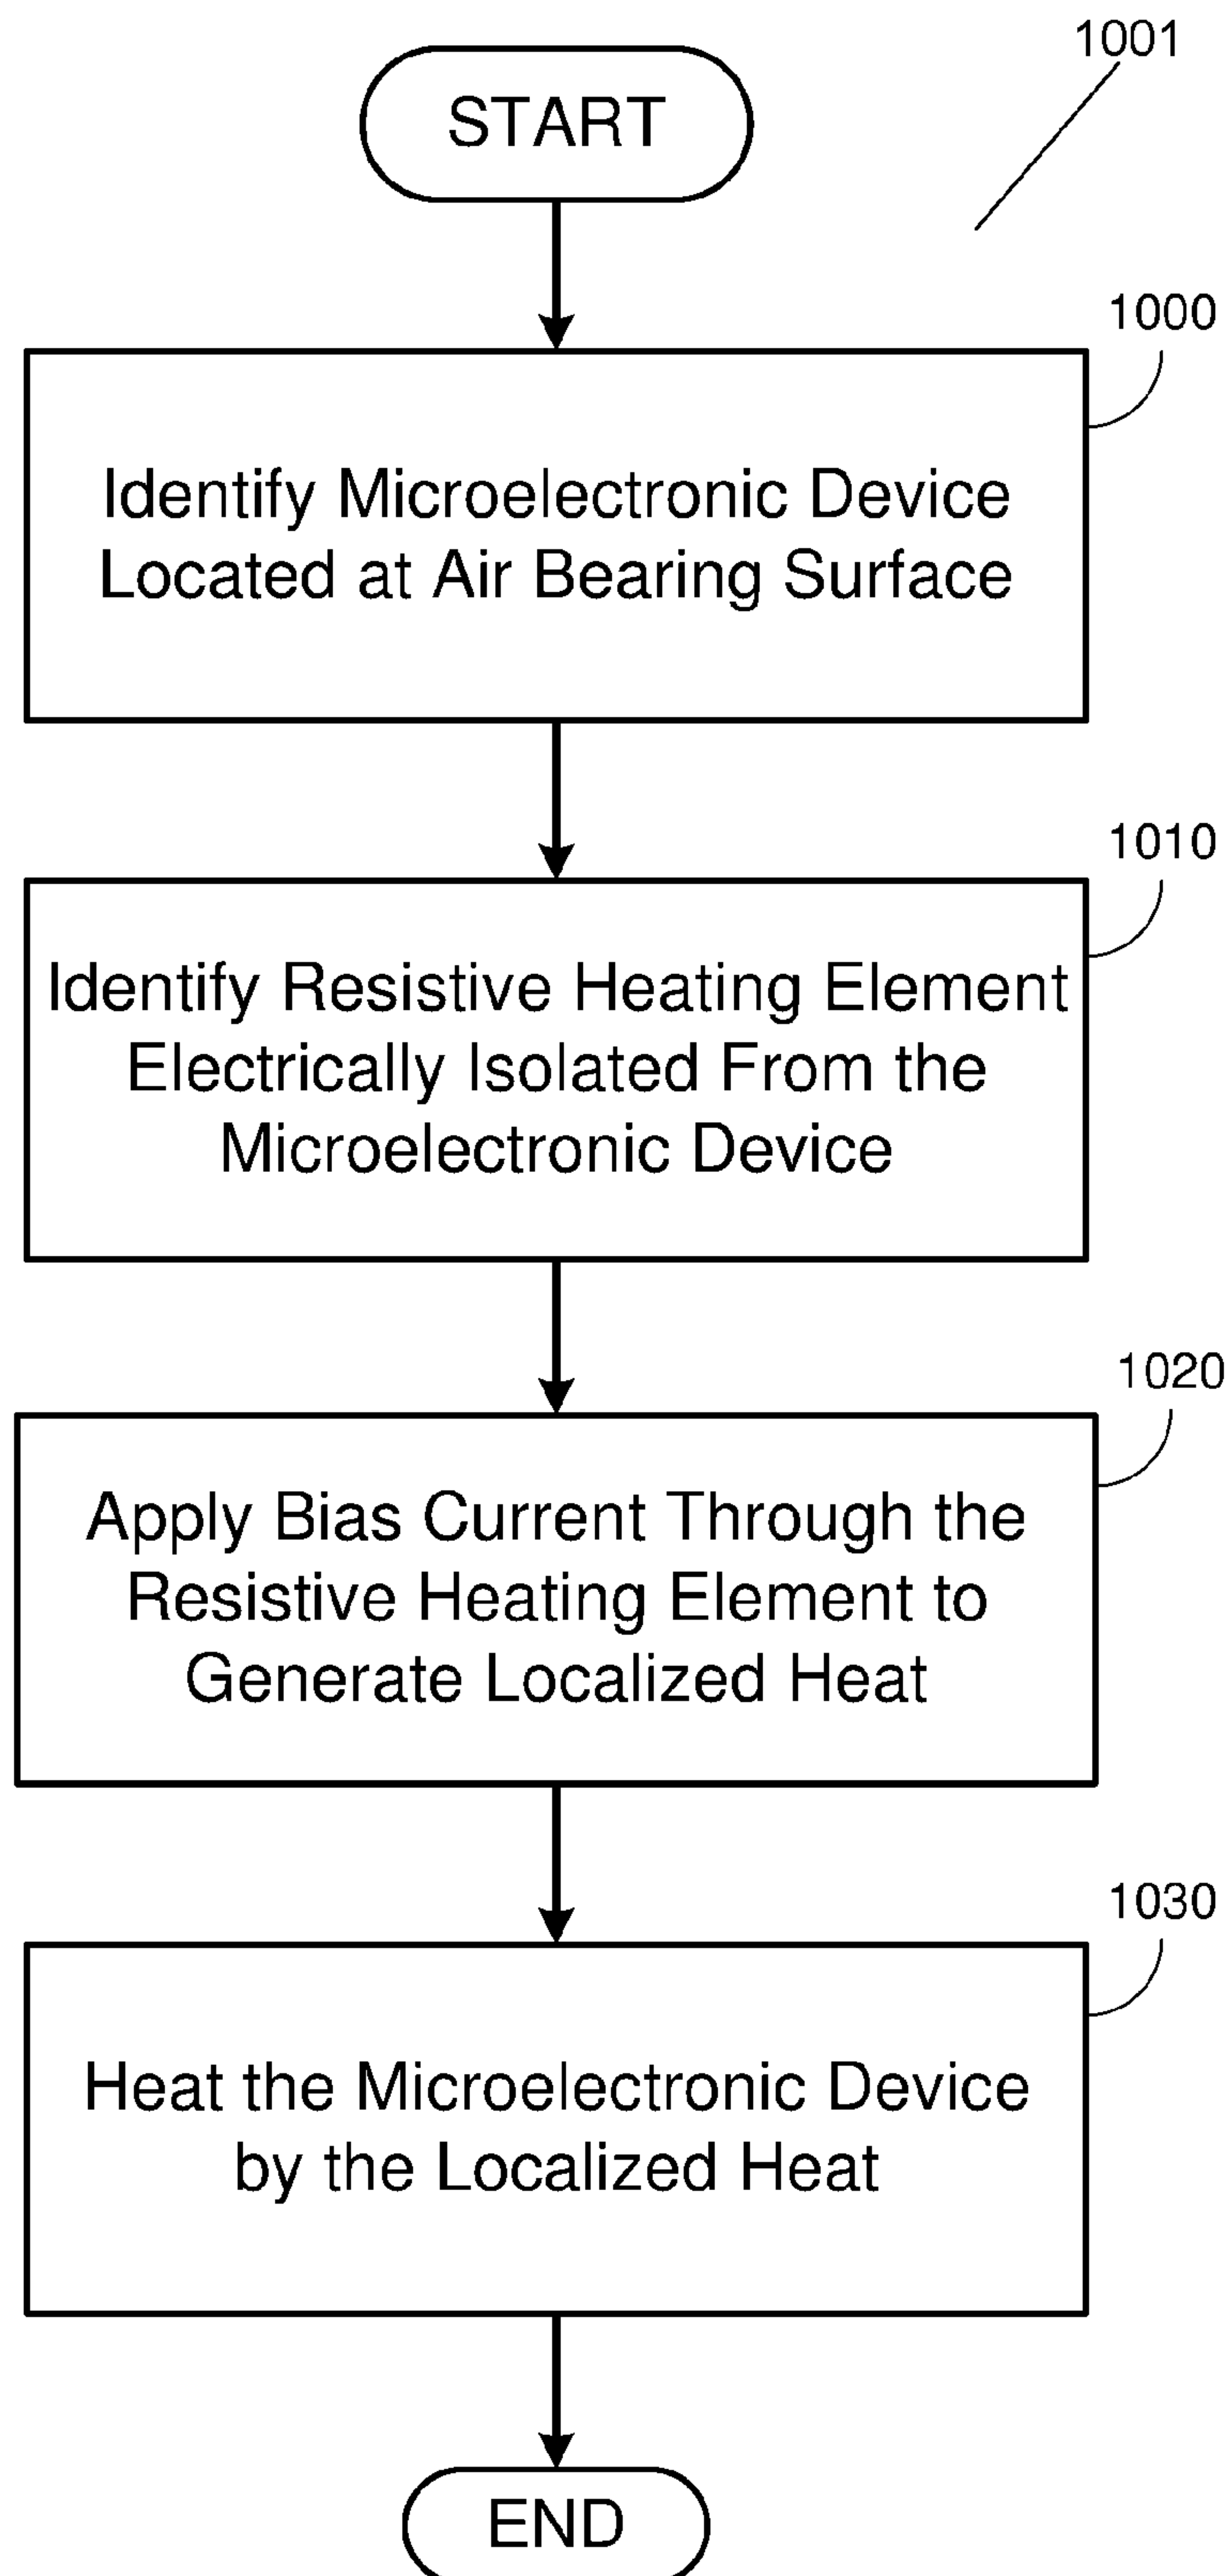 1001
START
1000
Identify Microelectronic Device
Located at Air Bearing Surface
1010
Identify Resistive Heating Element
Electrically Isolated From the
Microelectronic Device
1020
Apply Bias Current Through the
Resistive Heating Element to
Generate Localized Heat
1030
Heat the Microelectronic Device
by the Localized Heat
END